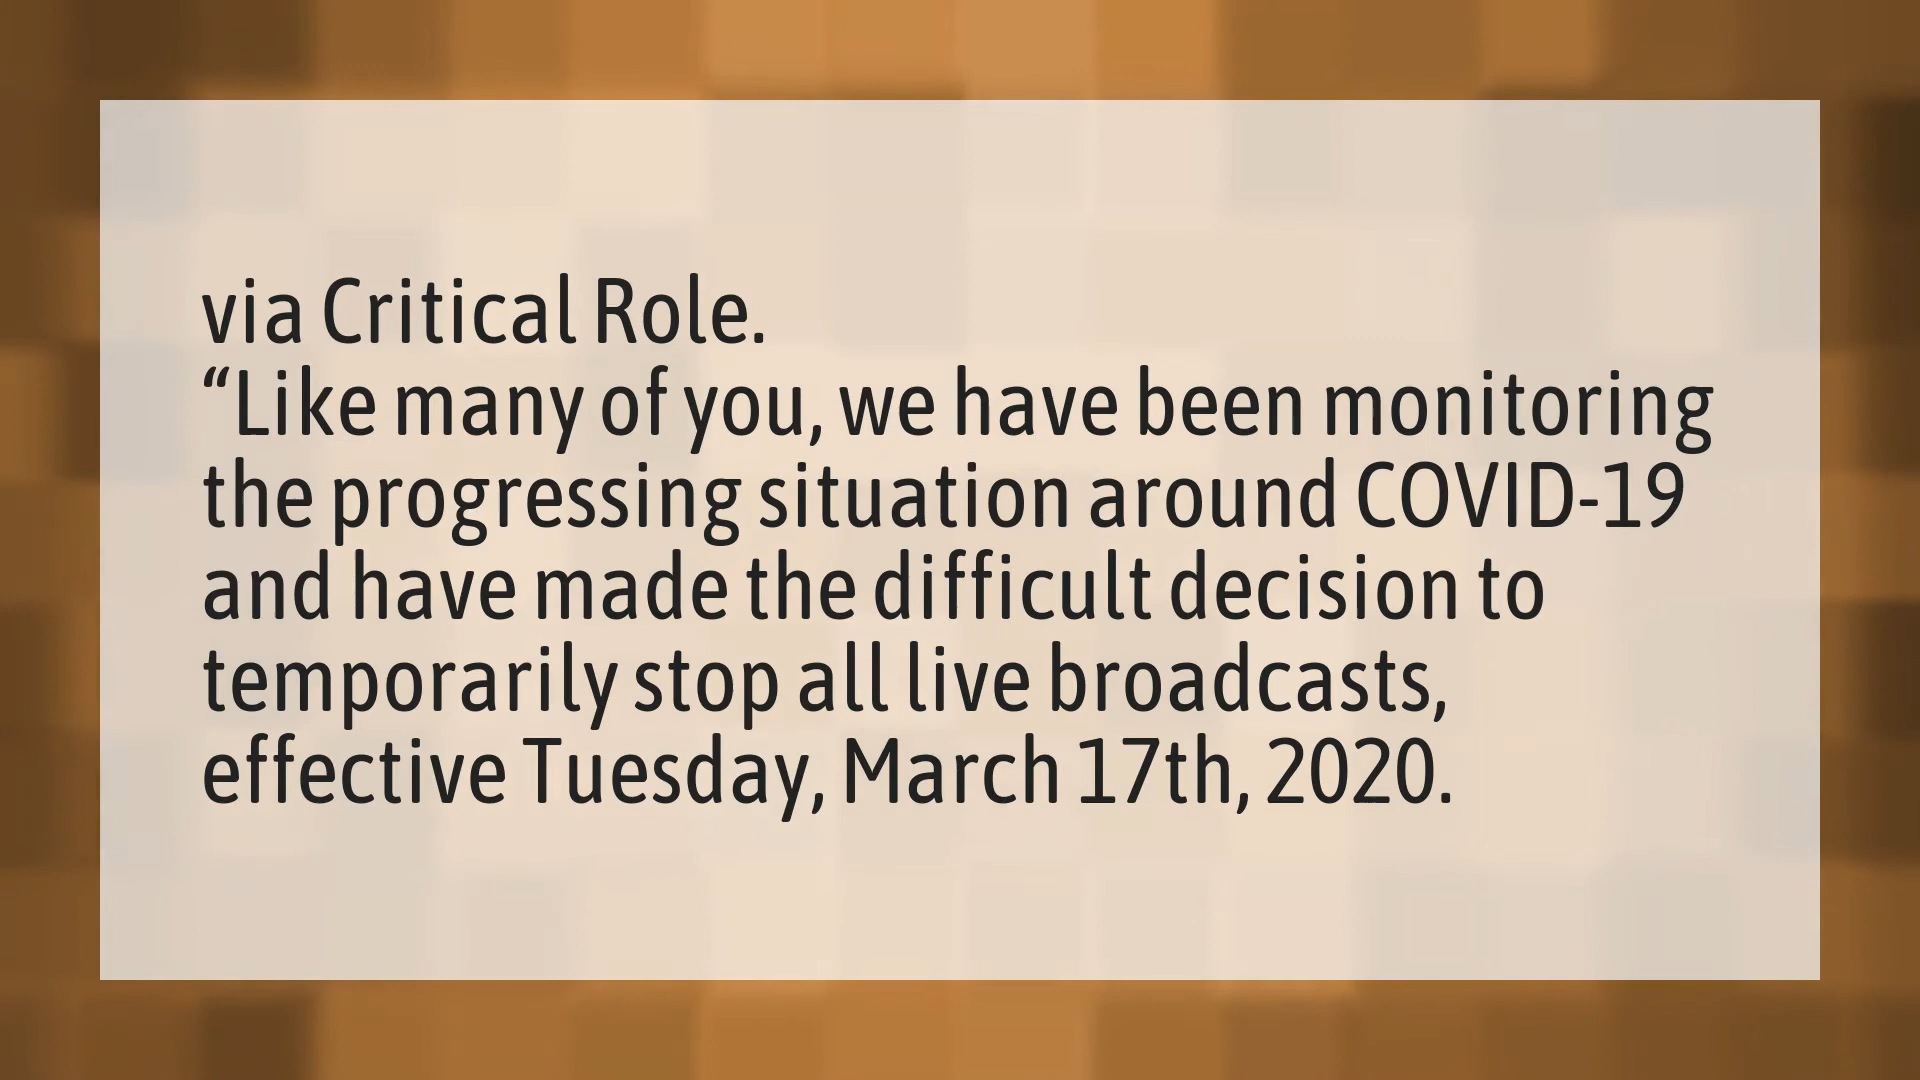 via Critical Role.
“Like many of you, we have been monitoring
the progressing situation around COVID-19
and have made the difficult decision to
temporarily stop all live broadcasts,
effective Tuesday, March 17th, 2020.